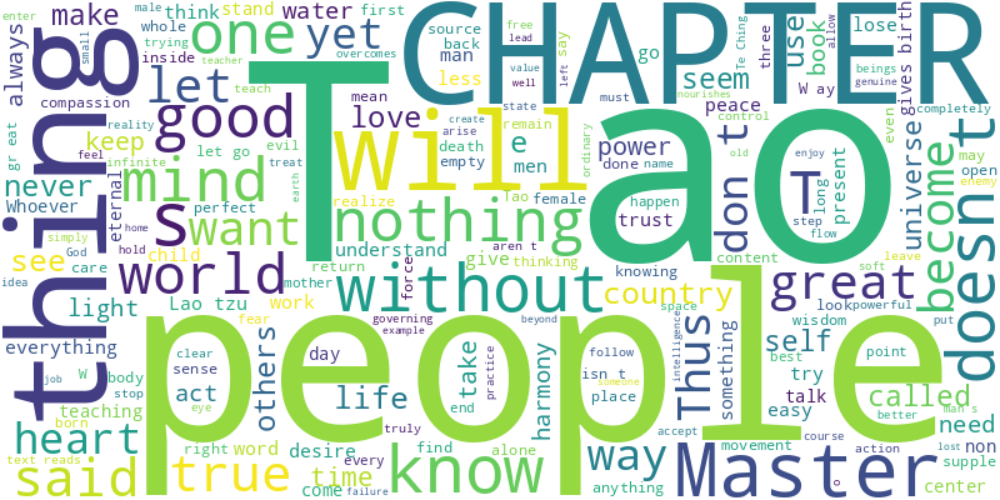 enter
male
think
stand
water
first
CHAPTER
free
say
lose
make
whole
source
back
lead
allow
Te Ching
gives birth
always
small
trying
one
yet
overcomes
man
go
three
use
book
beings
inside
teacher
less
value
well
left
seem
genuine
thing
let
teach
mean
state
must
W ay
nourishes
compassion
good
love
create
remain
ordinary
peace
control
even
completely
gr eat
reality
Tao
will
arise
death
e
power
old
enjoy
universe
may
keep
feel
let go
evil
empty
men
done
name
don t
T
long
present
open
never
infinite
treat
earth
mind
realize
Tao
female
happen
step
flow
become
enemy
doesn t
Whoever
eternal
perfect
s
want
nothing
trust
simply
home
hold
God
child
understand
aren t
content
soft
leave
see
care
world
return
mother
force
give
thinking
knowing
great
idea
light
Lao tzu
work
without
country
space
look
powerful
put
everything
fear
governing
example
beyond
wisdom
people
others
day
harmony
Thus
intelligence
something
self
best
point
clear
sense
take
practice
follow
isn t
someone
place
try
job
W
body
act
life
easy
talk
called
stop
eye
end
better
man's
teaching
born
truly
accept
need
heart
right
word
desire
find
alone
way
movement
course
action
lost
non
text reads
said
true
time
every
know
Master
supple
come
failure
anything
o
center